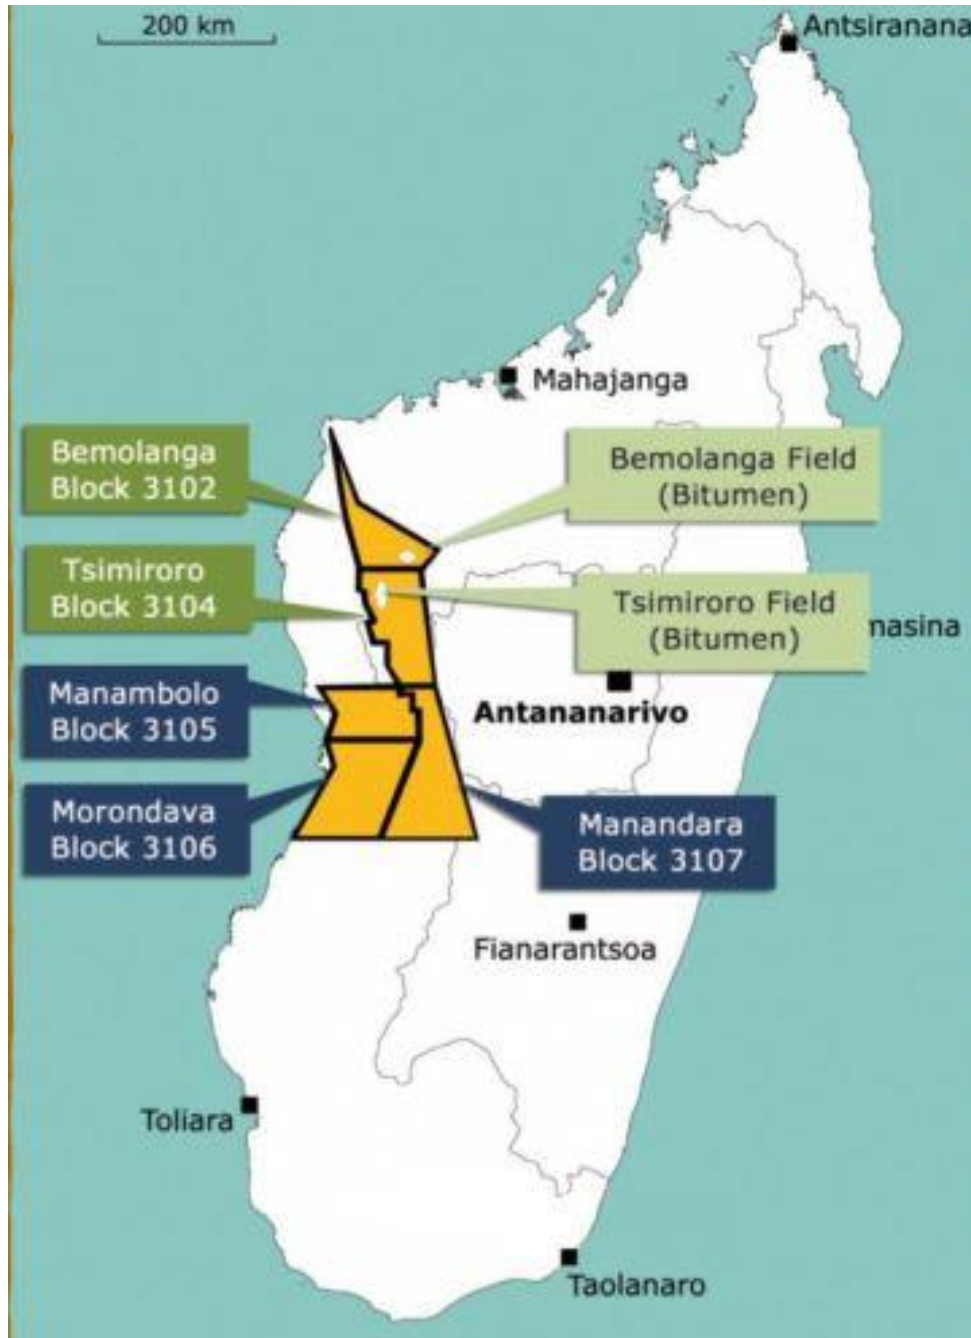 200 km
Antsiranana
Mahajanga
Bemolanga
Block 3102
Bemolanga Field
(Bitumen)
Tsimiroro
Block 3104
Tsimiroro Field
(Bitumen)
masina
Manambolo
Block 3105
Antananarivo
Morondava
Block 3106
Manandara
Block 3107
Fianarantsoa
Toliara
Taolanaro